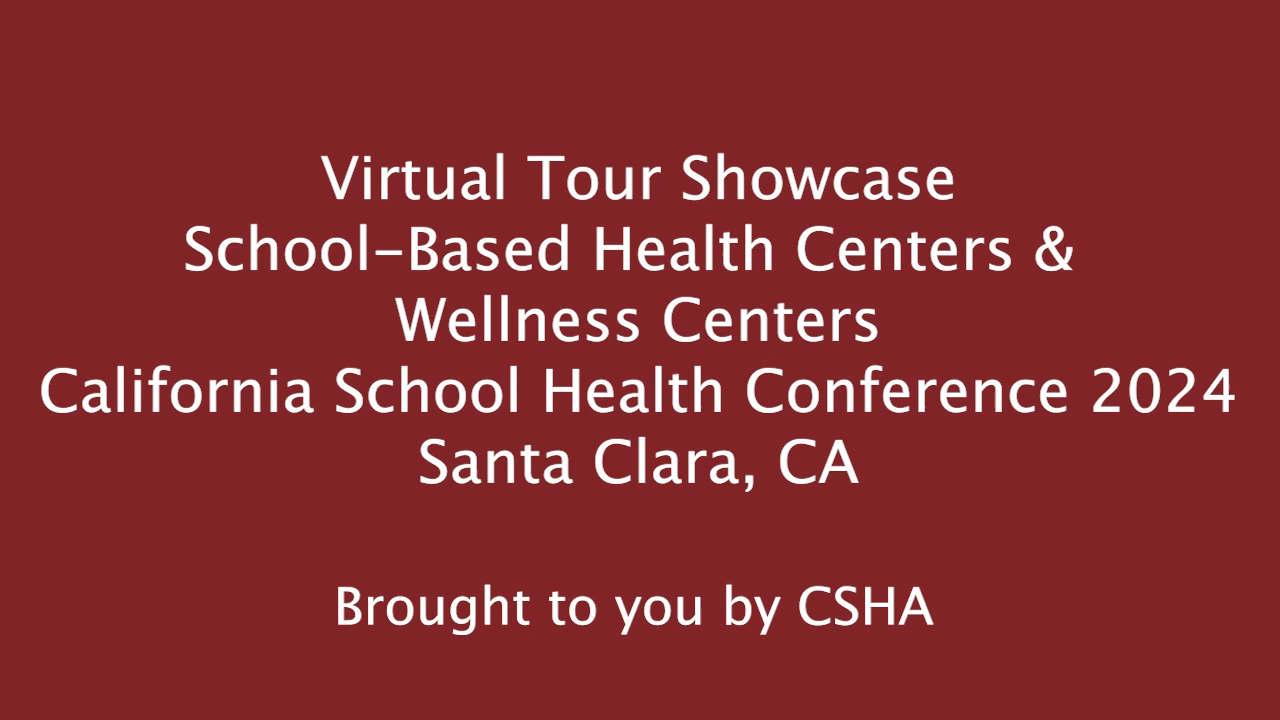 Virtual Tour Showcase
School-Based Health Centers &
Wellness Centers
California School Health Conference 2024
Santa Clara, CA
Brought to you by CSHA